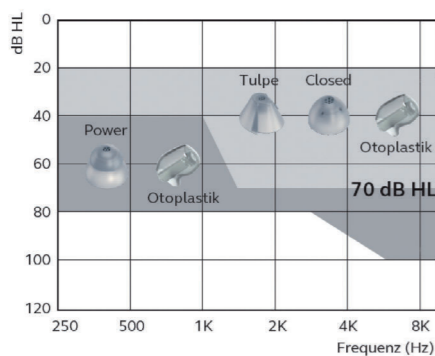 dB HL
0
20
40
60
80
100
120
Tulpe Closed
Power
Otoplastik
Otoplastik
70 dB HL
250 500 1K 2K 4K 8K
Frequenz (Hz)